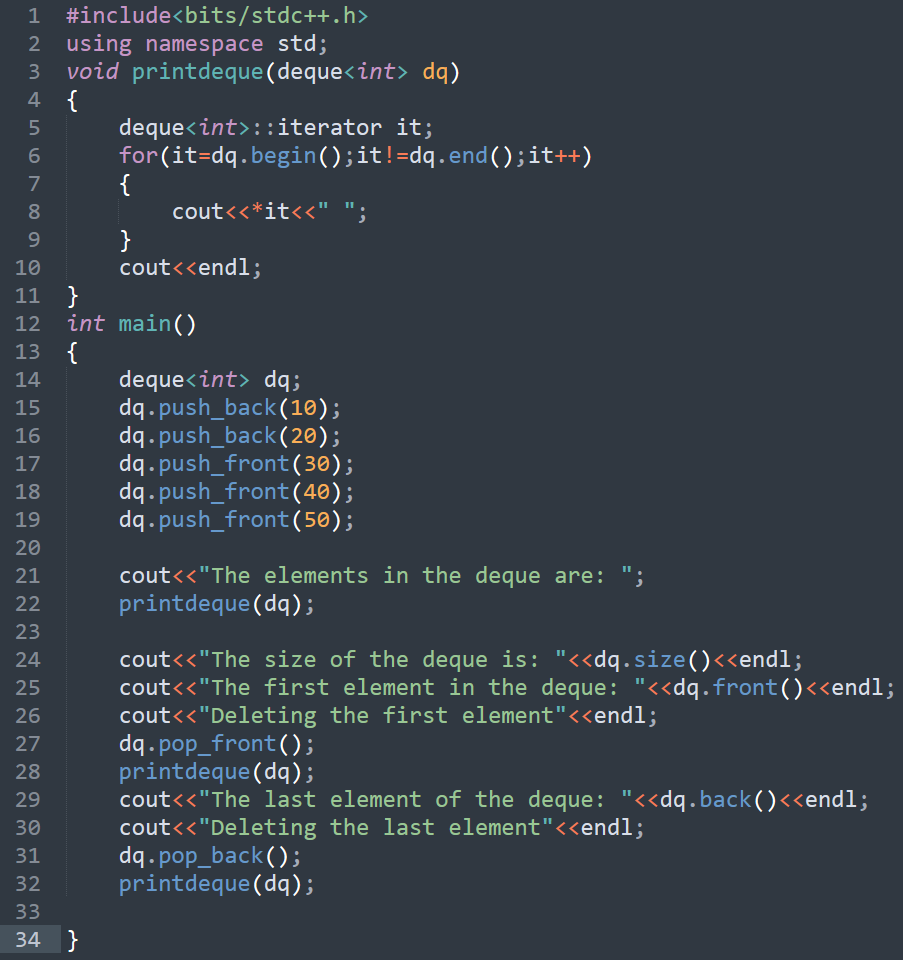 1 #include<bits/stdc++.h>
2 using namespace std;
3 void printdeque(deque<int> dq)
4 {
5     deque<int>::iterator it;
6     for(it=dq.begin();it!=dq.end();it++)
7     {
8         cout<<*it<<" ";
9     }
10     cout<<endl;
11 }
12 int main()
13 {
14     deque<int> dq;
15     dq.push_back(10);
16     dq.push_back(20);
17     dq.push_front(30);
18     dq.push_front(40);
19     dq.push_front(50);
20
21     cout<<"The elements in the deque are: ";
22     printdeque(dq);
23
24     cout<<"The size of the deque is: "<<dq.size()<<endl;
25     cout<<"The first element in the deque: "<<dq.front()<<endl;
26     cout<<"Deleting the first element"<<endl;
27     dq.pop_front();
28     printdeque(dq);
29     cout<<"The last element of the deque: "<<dq.back()<<endl;
30     cout<<"Deleting the last element"<<endl;
31     dq.pop_back();
32     printdeque(dq);
33
34 }